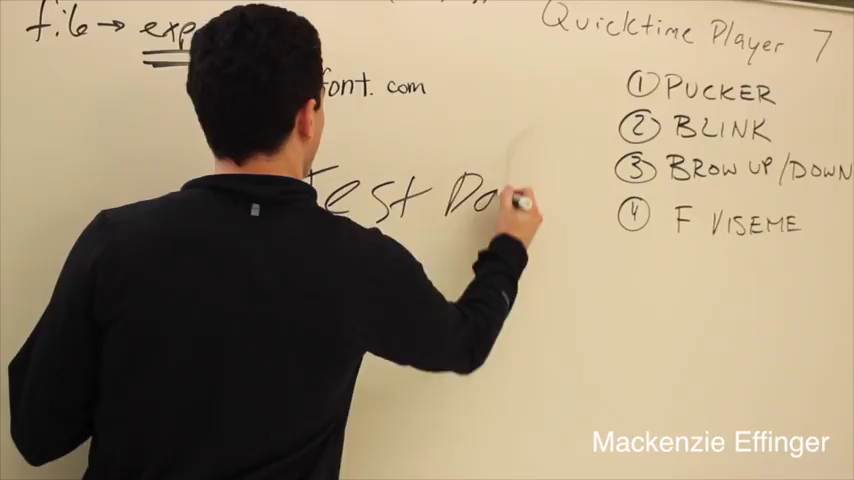 file → exp
Quicktime Player 7
font.com
① PUCKER
② BLINK
③ BROW UP/DOWN
④ F VISEME
Test Do
Mackenzie Effinger